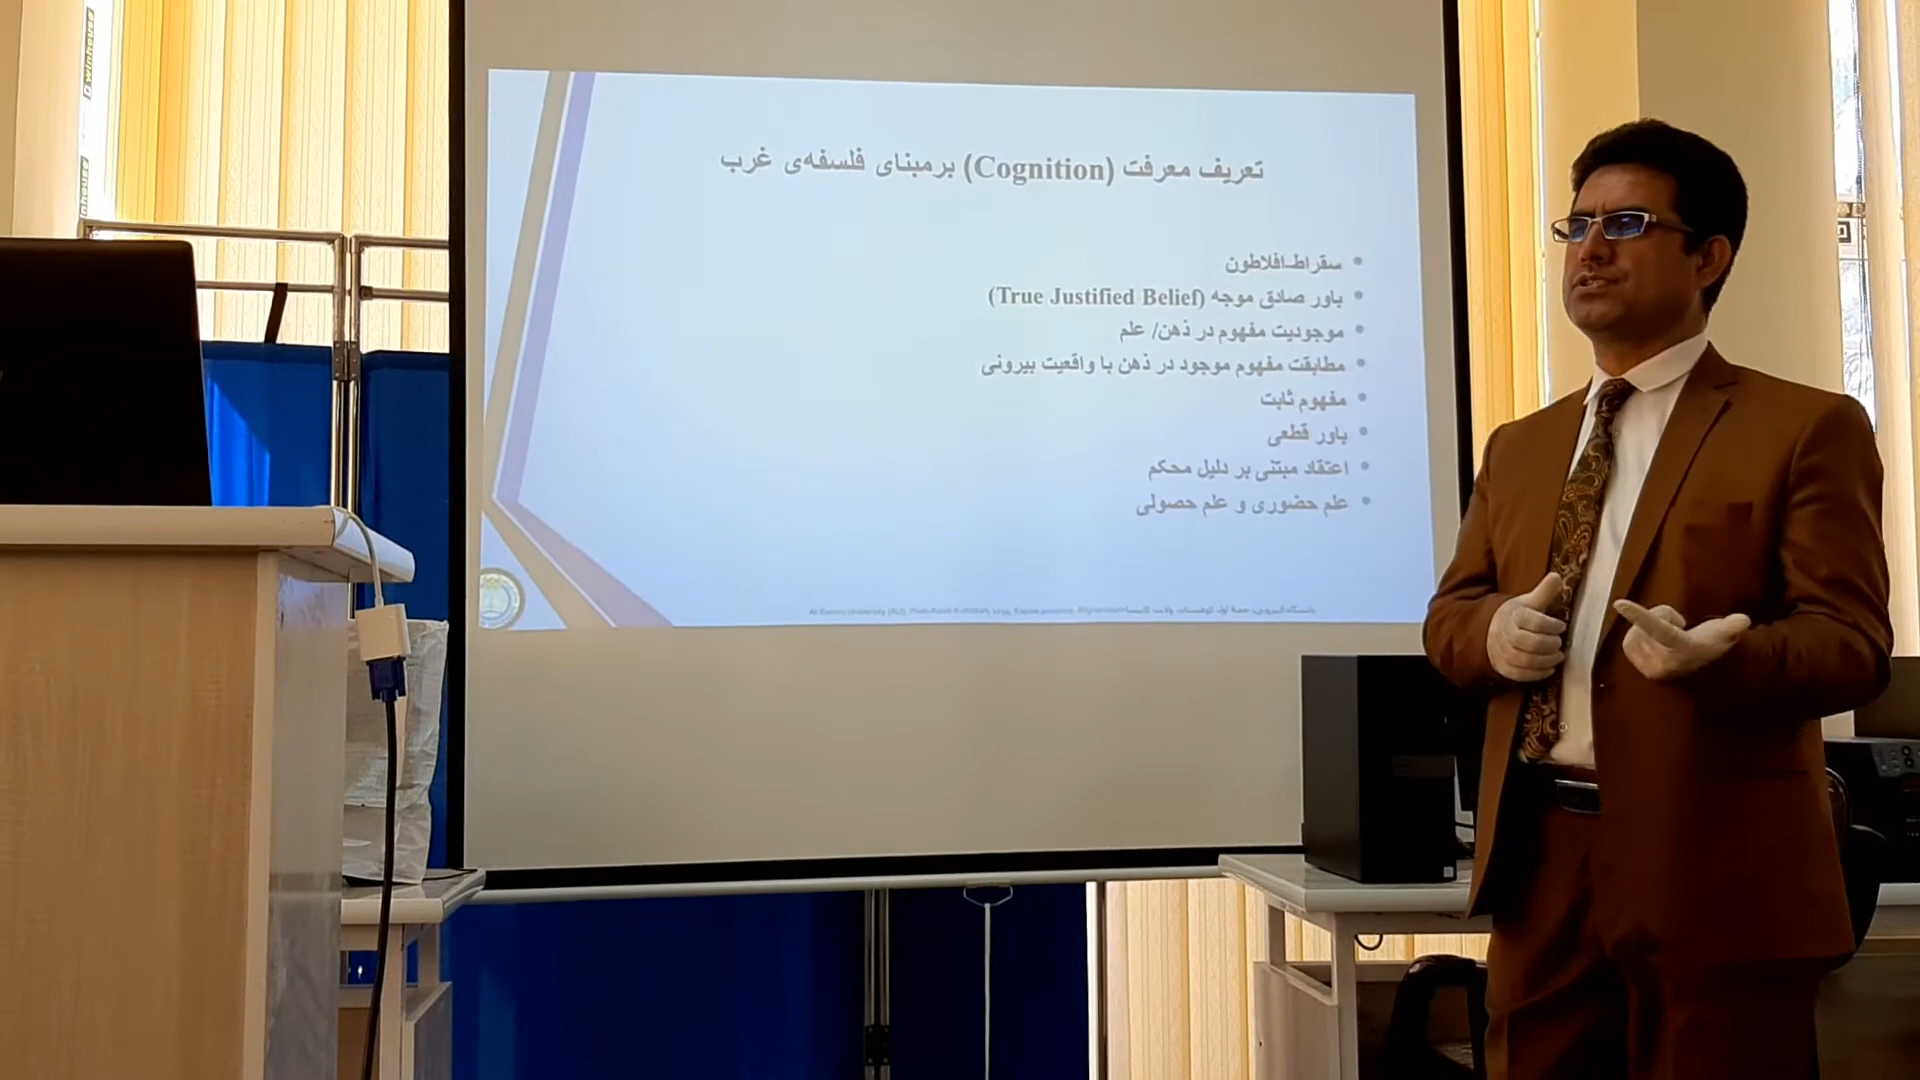 تعریف معرفت (Cognition) برمبنای فلسفه‌ی غرب
• سقراط-افلاطون
• باور صادق موجه (True Justified Belief)
• موجودیت مفهوم در ذهن/ علم
• مطابقت مفهوم موجود در ذهن با واقعیت بیرونی
• مفهوم ثابت
• باور قطعی
• اعتقاد مبتنی بر دلیل محکم
• علم حضوری و علم حصولی
winhouse